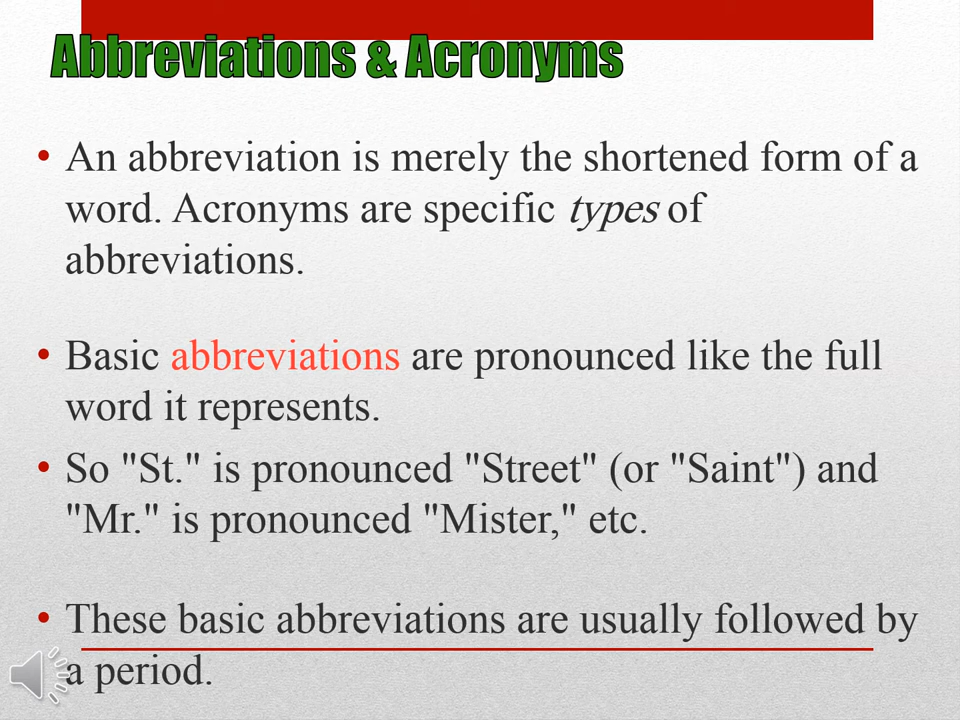 Abbreviations & Acronyms
• An abbreviation is merely the shortened form of a
word. Acronyms are specific types of
abbreviations.
• Basic abbreviations are pronounced like the full
word it represents.
• So "St." is pronounced "Street" (or "Saint") and
"Mr." is pronounced "Mister," etc.
• These basic abbreviations are usually followed by
a period.